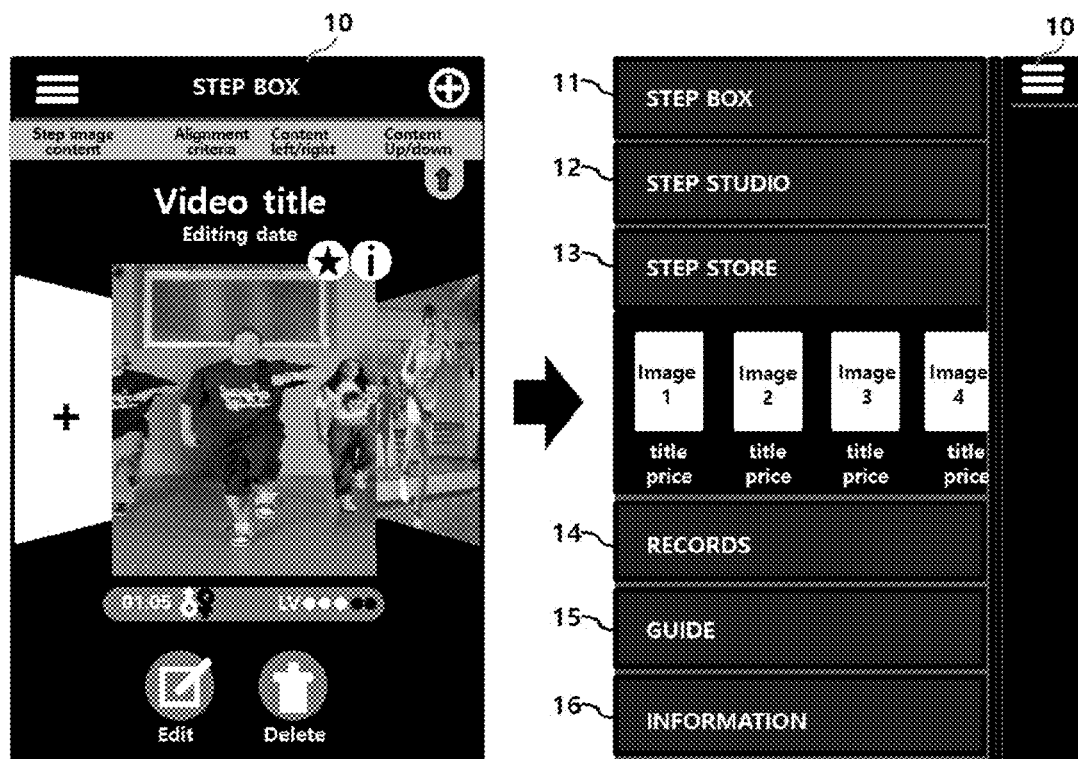 10
STEP BOX
Step image content
Alignment criteria
Content left/right
Content Up/down
Video title
Editing date
i
+
01:05
LV
Edit
Delete
10
11
STEP BOX
12
STEP STUDIO
13
STEP STORE
Image 1
Image 2
Image 3
Image 4
title price
title price
title price
title price
14
RECORDS
15
GUIDE
16
INFORMATION